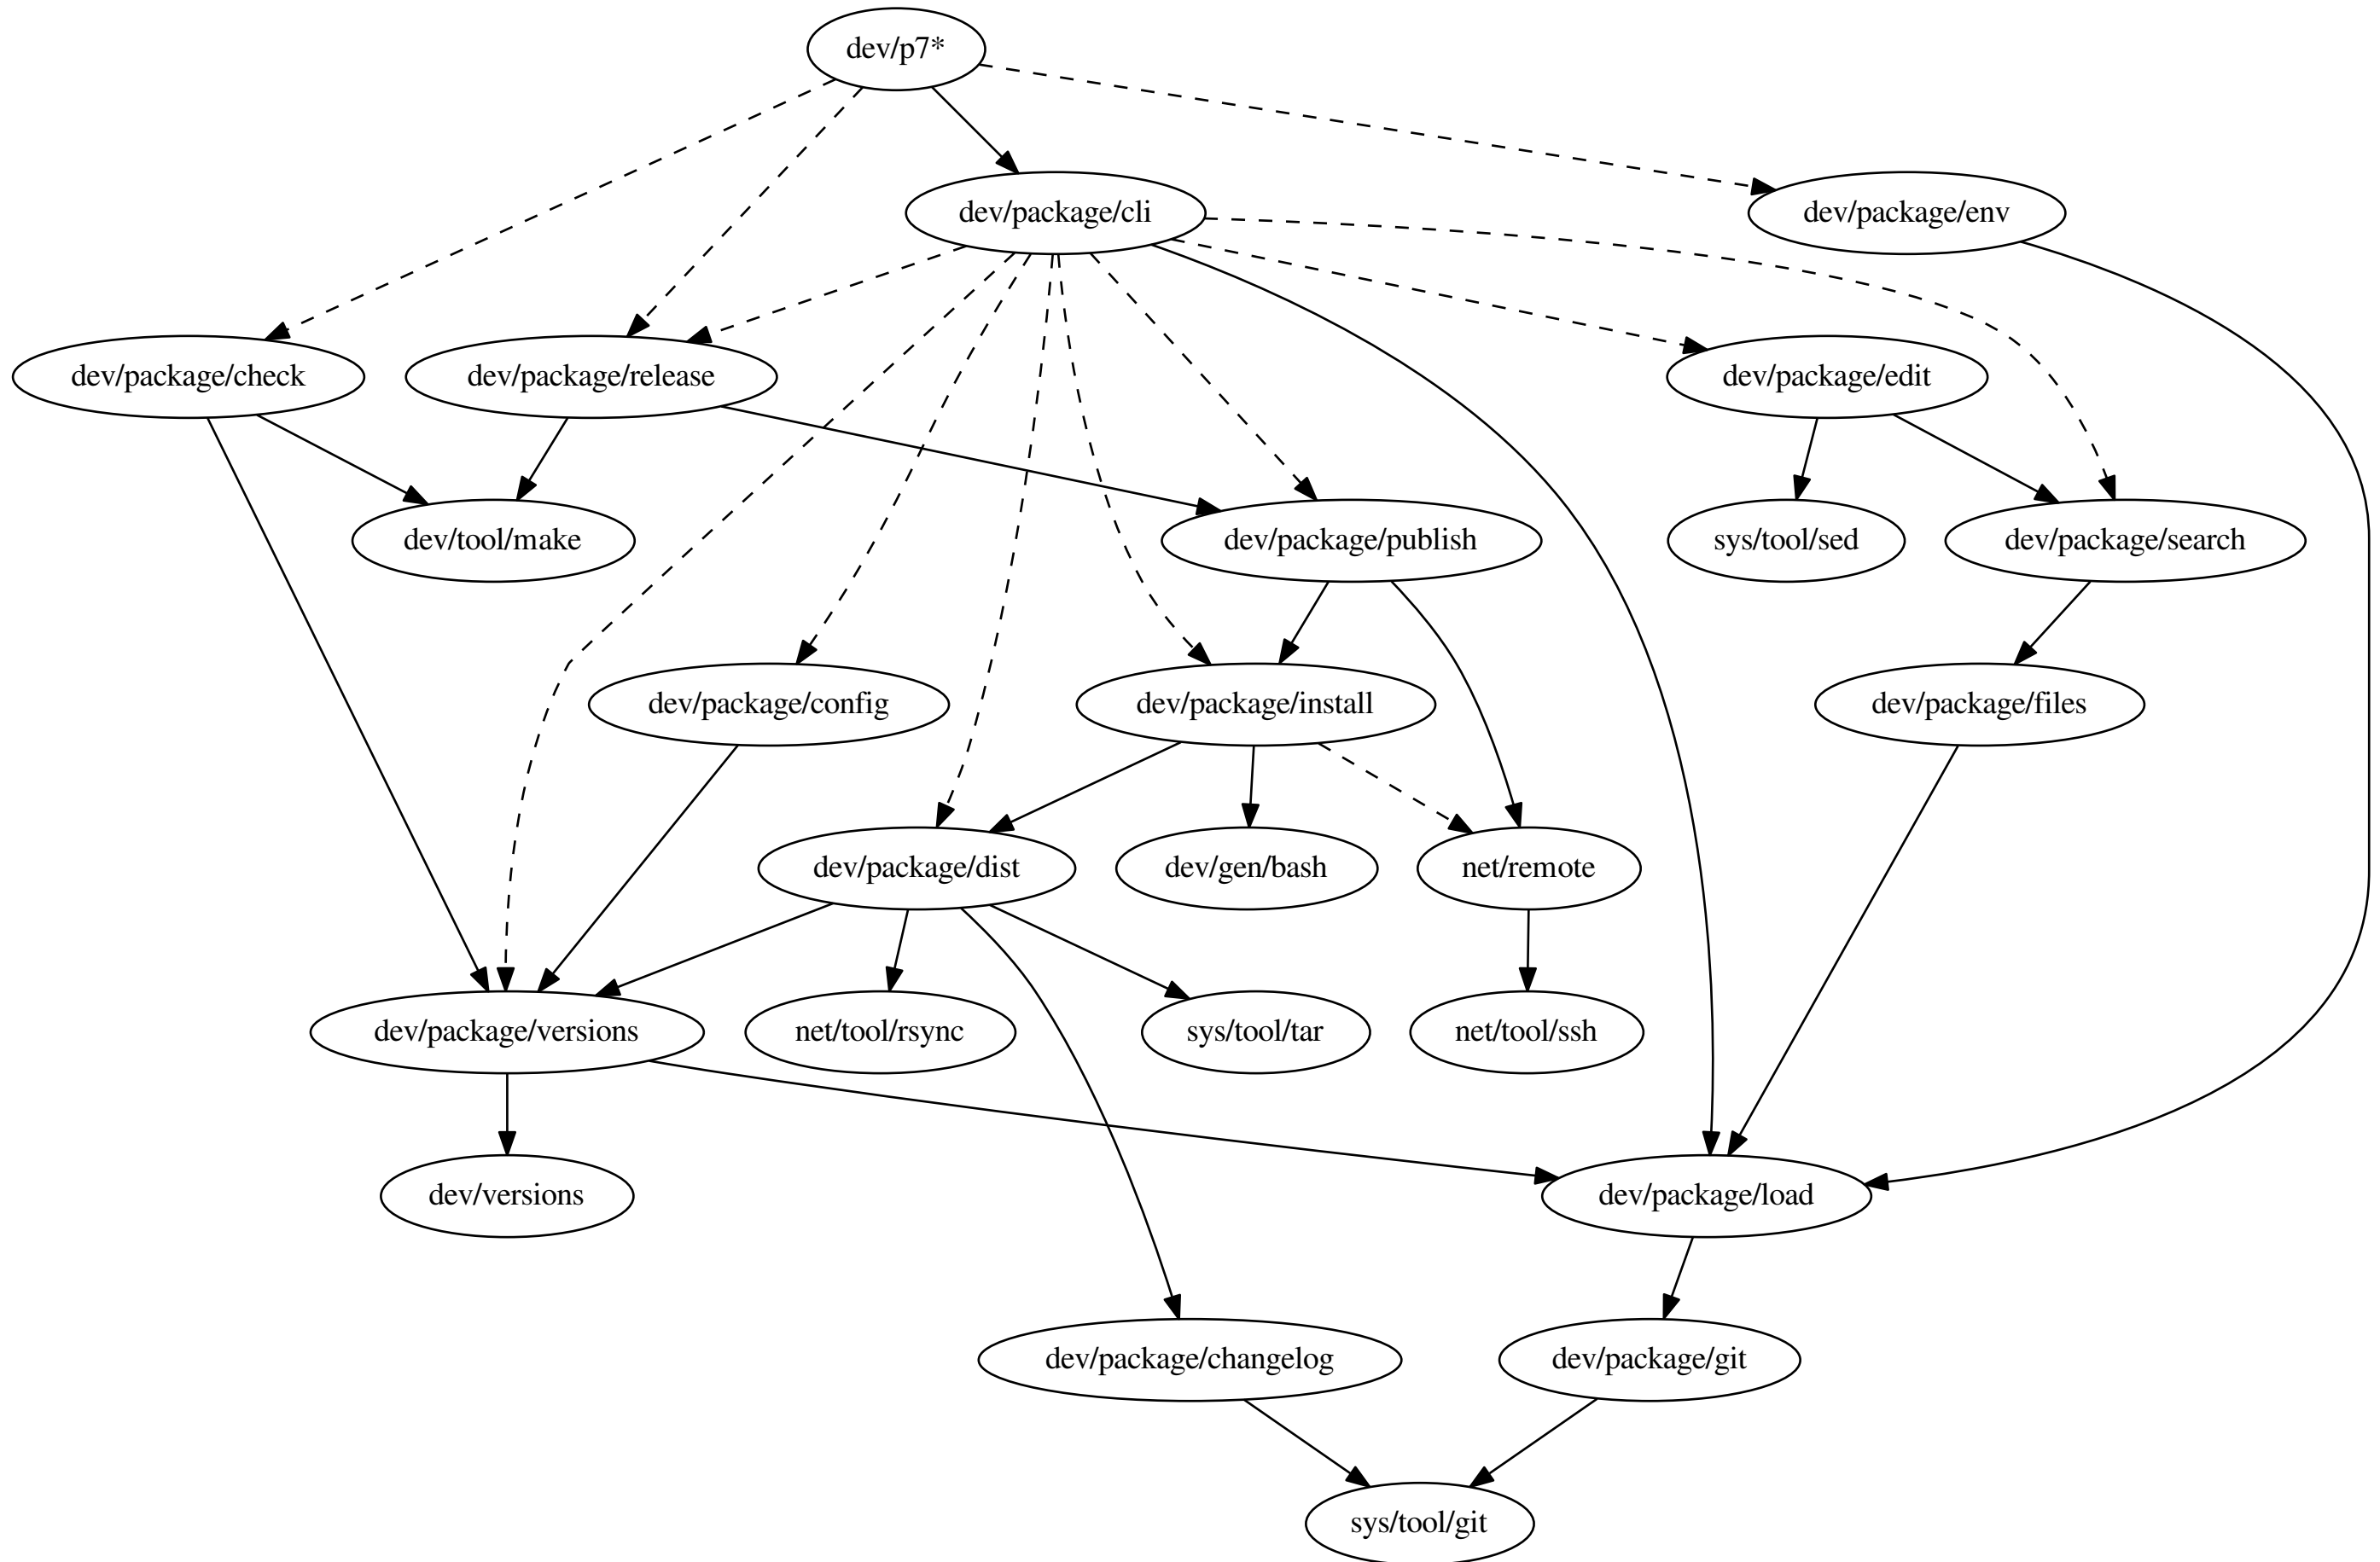 dev/p7*
dev/package/cli
dev/package/env
dev/package/check
dev/package/release
dev/package/edit
dev/tool/make
dev/package/publish
sys/tool/sed
dev/package/search
dev/package/config
dev/package/install
dev/package/files
dev/package/dist
dev/gen/bash
net/remote
dev/package/versions
net/tool/rsync
sys/tool/tar
net/tool/ssh
dev/versions
dev/package/load
dev/package/changelog
dev/package/git
sys/tool/git